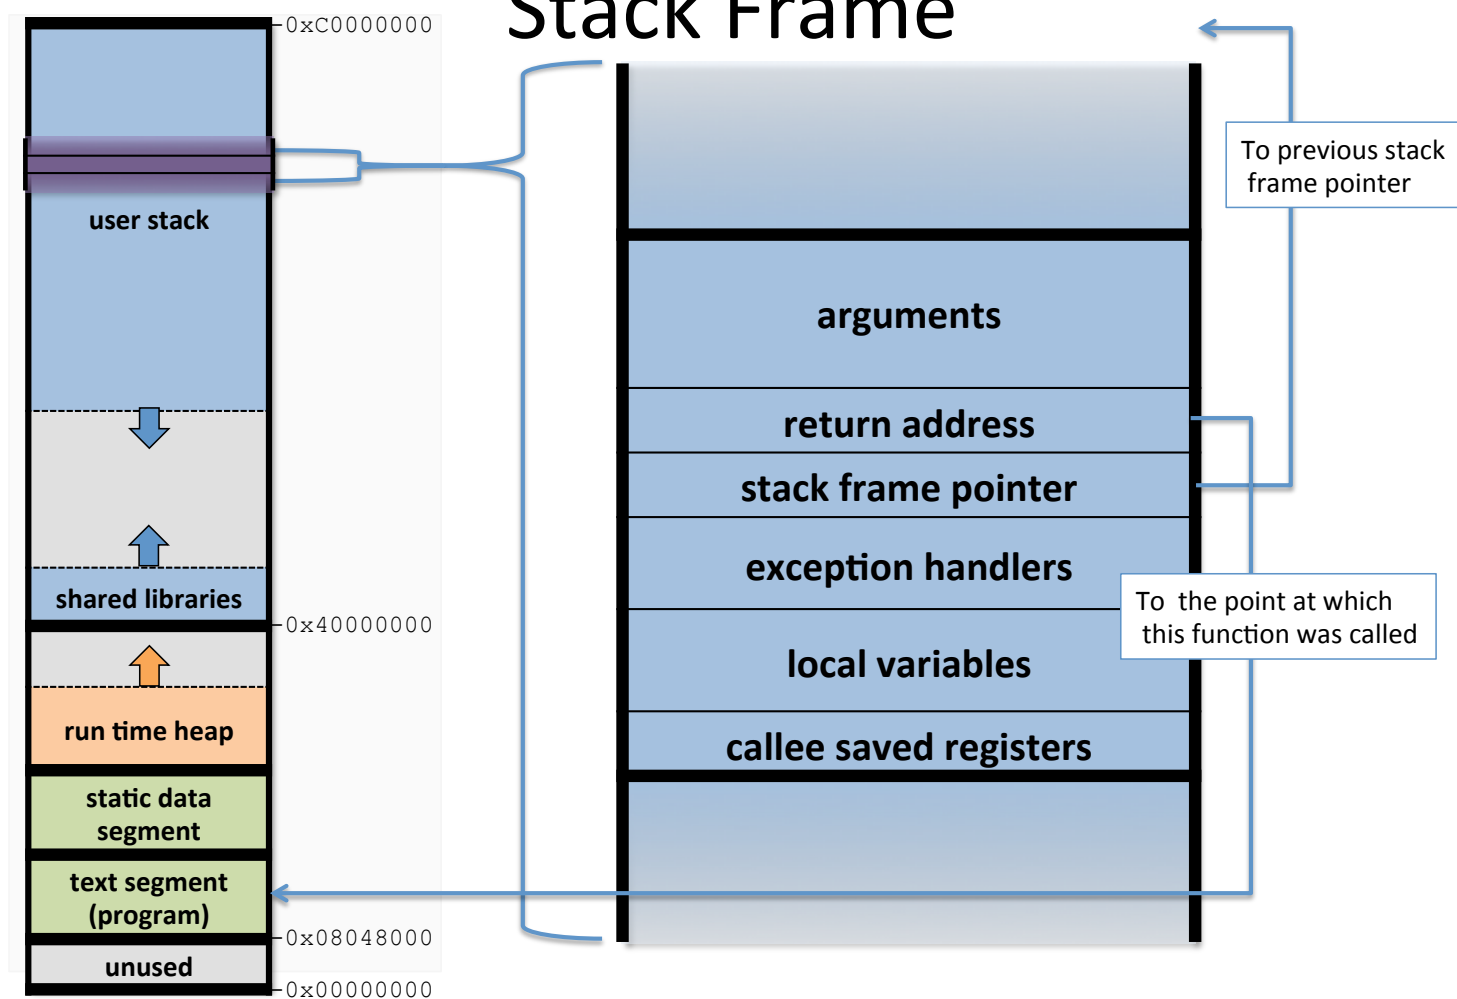 Stack Frame
0xC0000000
user stack
shared libraries
0x40000000
run time heap
static data
segment
text segment
(program)
0x08048000
unused
0x00000000
arguments
return address
stack frame pointer
exception handlers
local variables
callee saved registers
To previous stack
frame pointer
To the point at which
this function was called